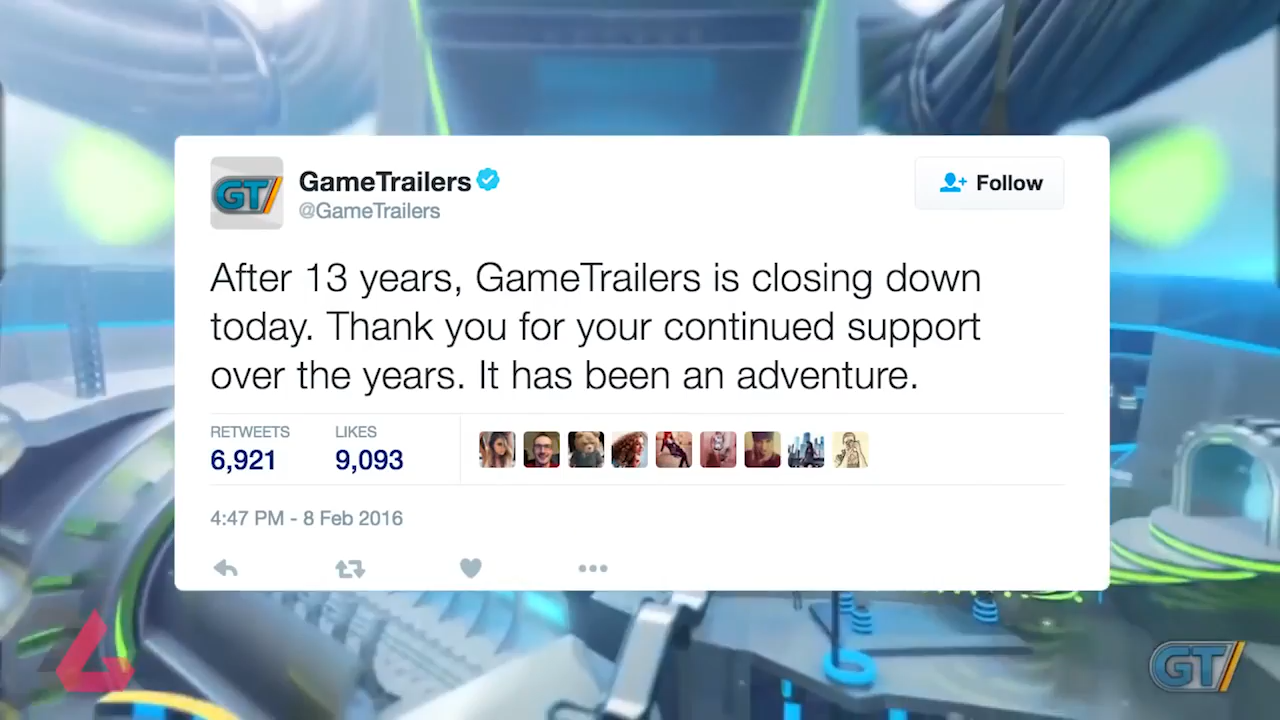 GT
GameTrailers
@GameTrailers
Follow
After 13 years, GameTrailers is closing down
today. Thank you for your continued support
over the years. It has been an adventure.
RETWEETS LIKES
6,921 9,093
4:47 PM - 8 Feb 2016
GT